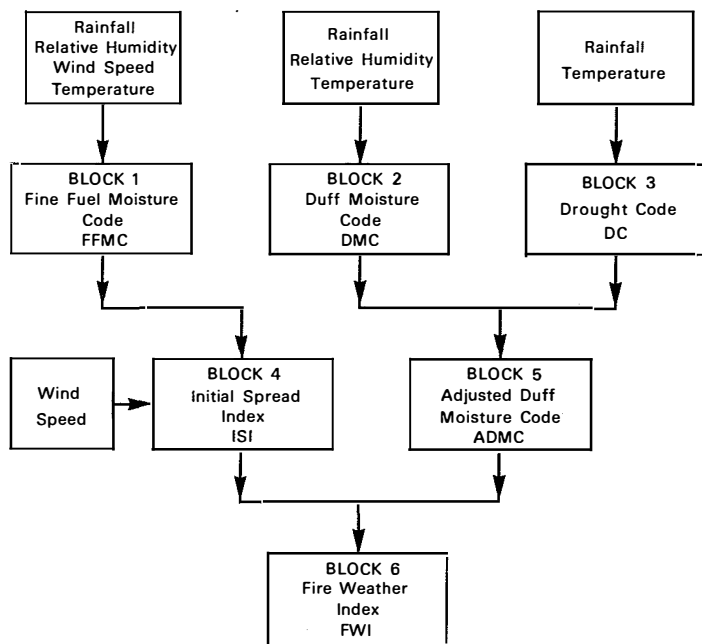 Rainfall
Relative Humidity
Wind Speed
Temperature
Rainfall
Relative Humidity
Temperature
Rainfall
Temperature
BLOCK 1
Fine Fuel Moisture
Code
FFMC
BLOCK 2
Duff Moisture
Code
DMC
BLOCK 3
Drought Code
DC
Wind
Speed
BLOCK 4
Initial Spread
Index
ISI
BLOCK 5
Adjusted Duff
Moisture Code
ADMC
BLOCK 6
Fire Weather
Index
FWI